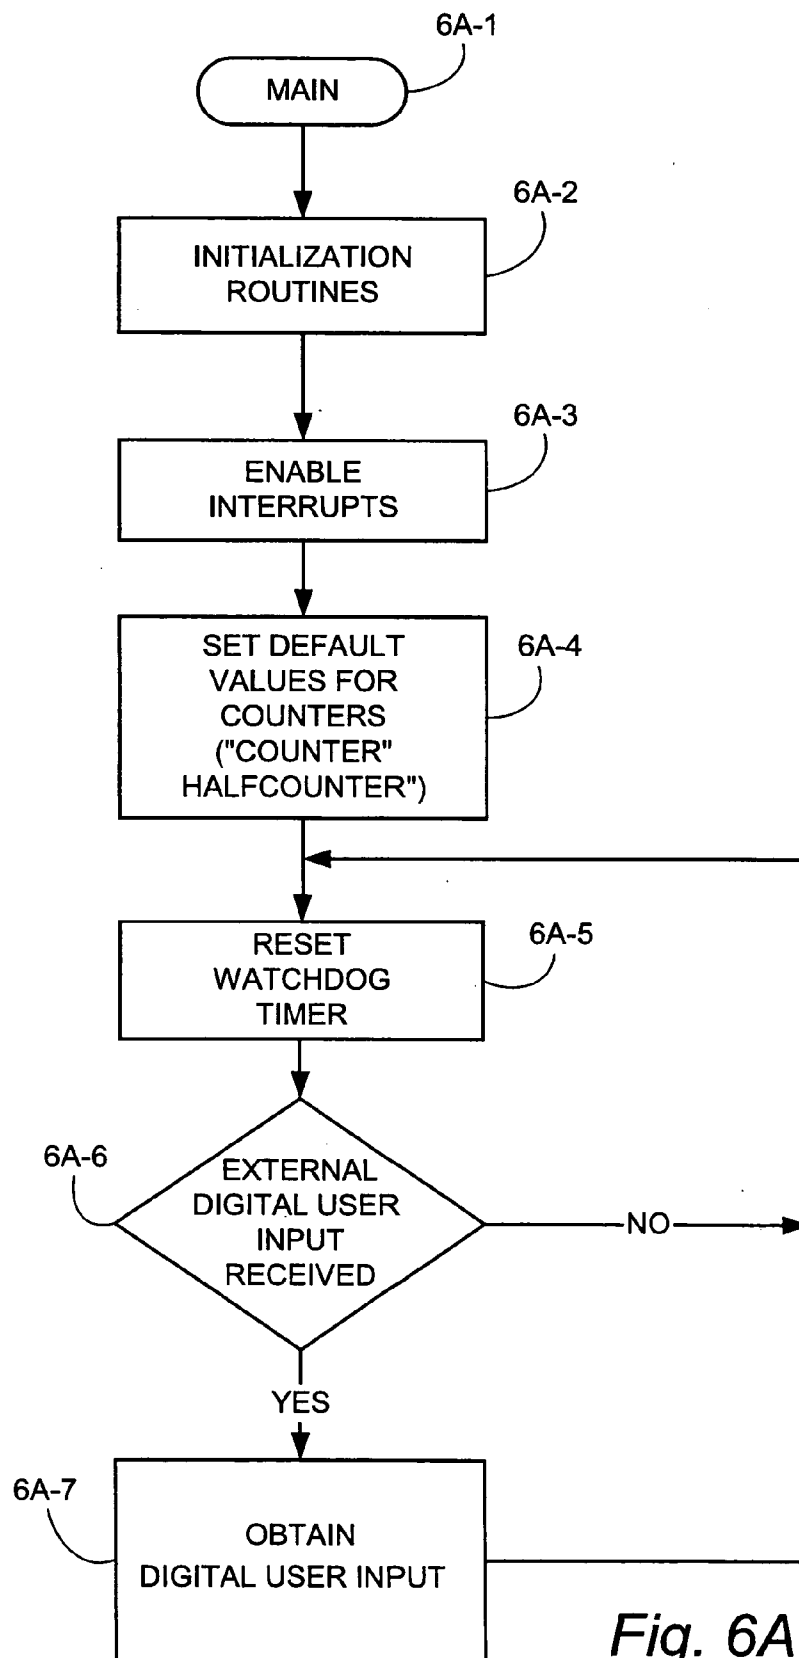 6A-1
MAIN
6A-2
INITIALIZATION
ROUTINES
6A-3
ENABLE
INTERRUPTS
6A-4
SET DEFAULT
VALUES FOR
COUNTERS
("COUNTER"
HALFCOUNTER")
6A-5
RESET
WATCHDOG
TIMER
6A-6
EXTERNAL
DIGITAL USER
INPUT
RECEIVED
NO
YES
6A-7
OBTAIN
DIGITAL USER INPUT
Fig. 6A